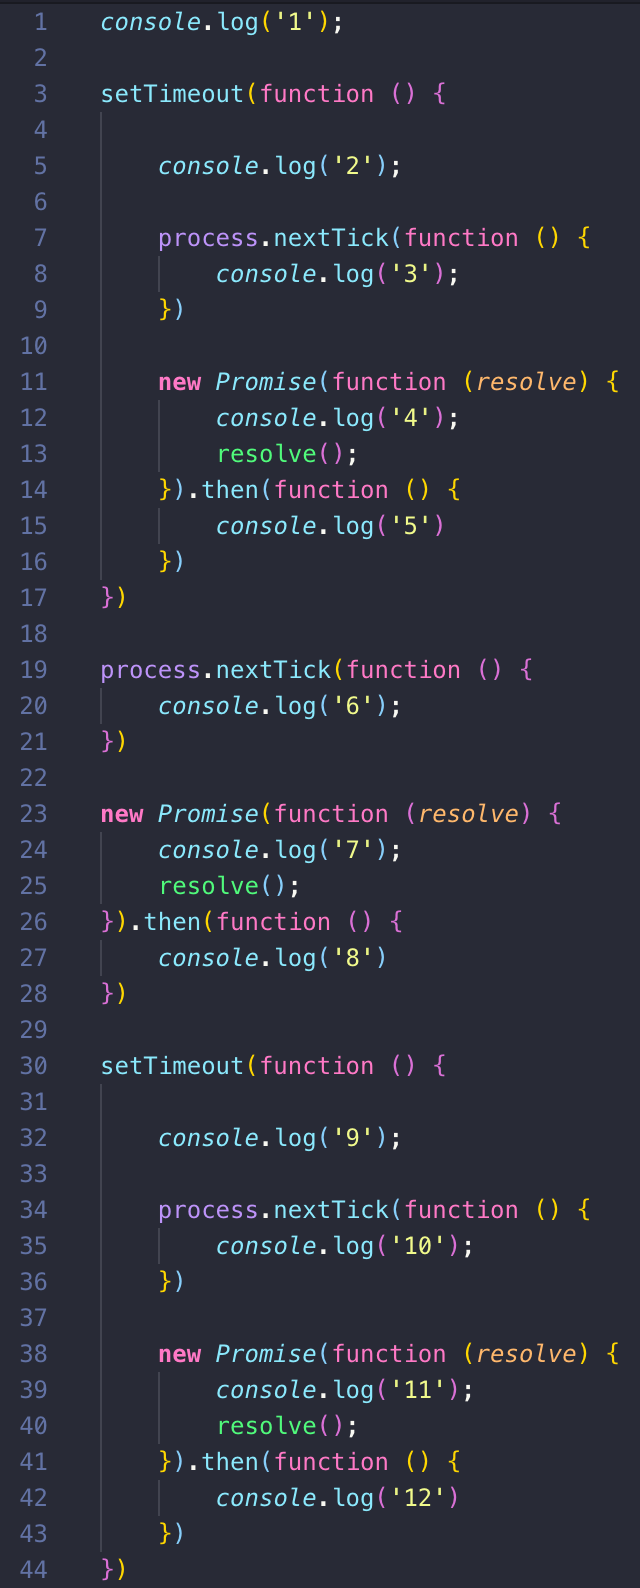 1 console.log('1');
2
3 setTimeout(function () {
4
5     console.log('2');
6
7     process.nextTick(function () {
8         console.log('3');
9     })
10
11     new Promise(function (resolve) {
12         console.log('4');
13         resolve();
14     }).then(function () {
15         console.log('5')
16     })
17 })
18
19 process.nextTick(function () {
20     console.log('6');
21 })
22
23 new Promise(function (resolve) {
24     console.log('7');
25     resolve();
26 }).then(function () {
27     console.log('8')
28 })
29
30 setTimeout(function () {
31
32     console.log('9');
33
34     process.nextTick(function () {
35         console.log('10');
36     })
37
38     new Promise(function (resolve) {
39         console.log('11');
40         resolve();
41     }).then(function () {
42         console.log('12')
43     })
44 })